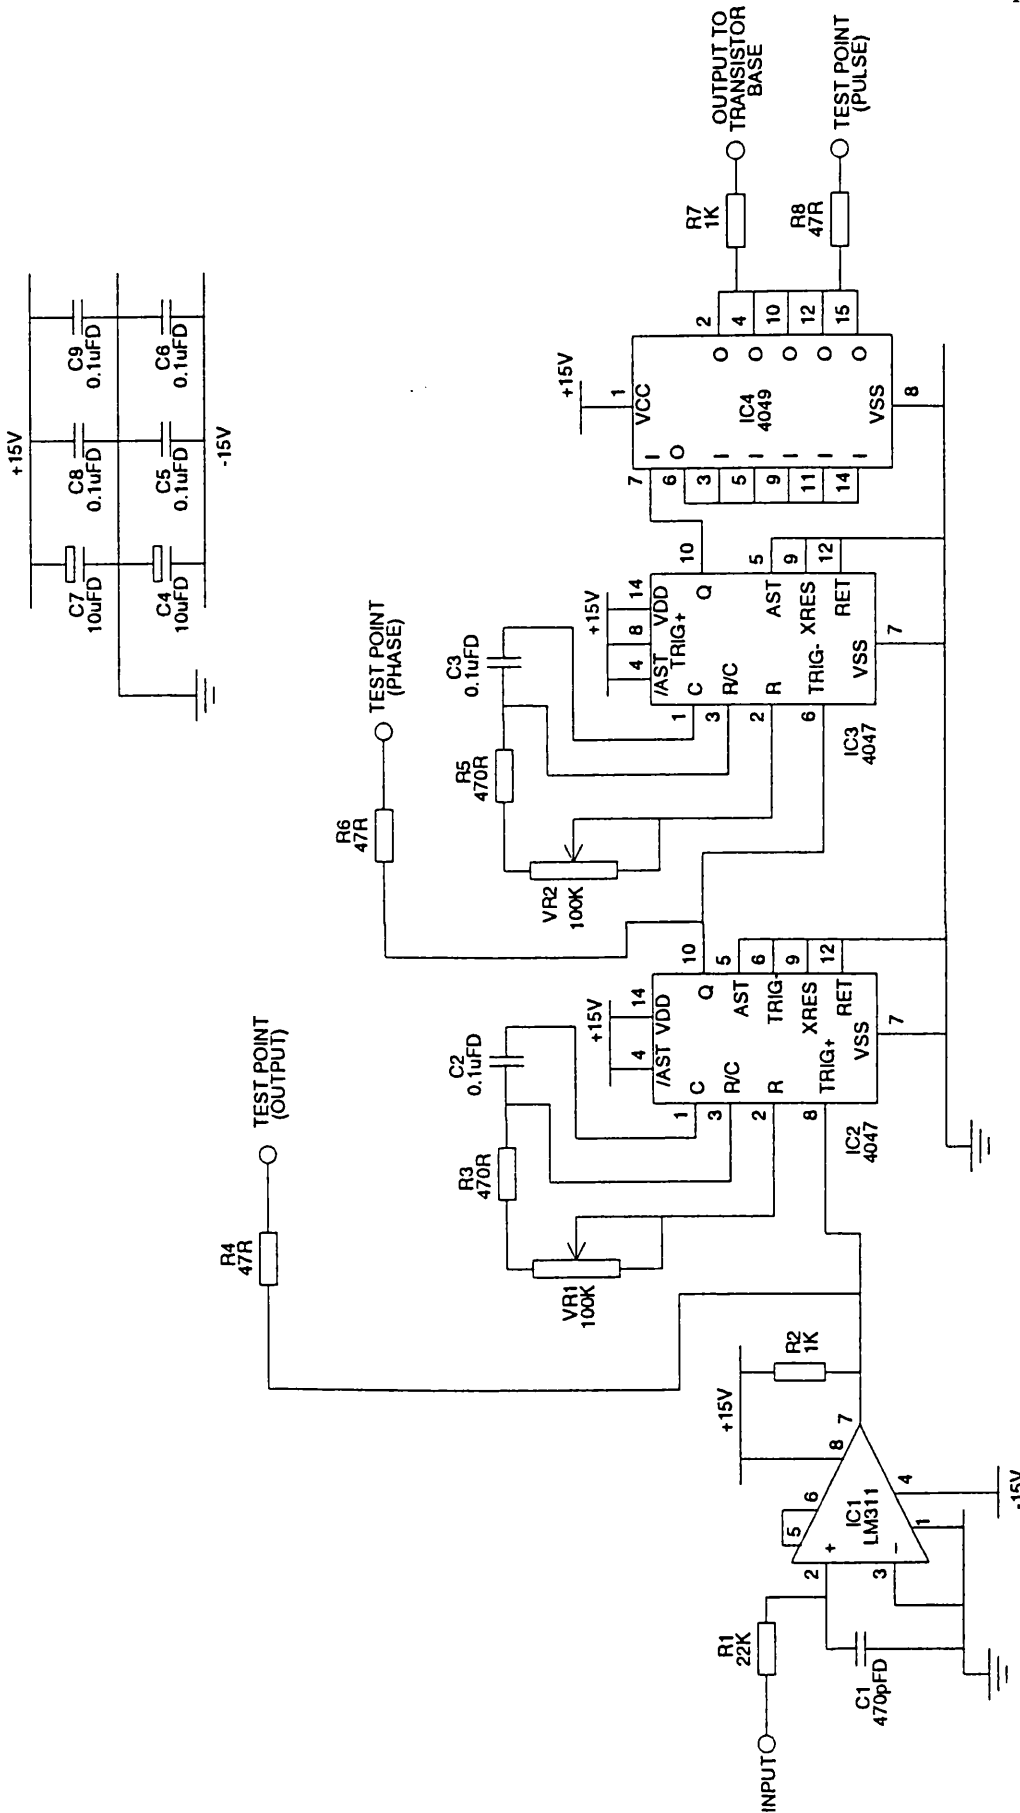 +15V
C7
10uFD
C8
0.1uFD
C9
0.1uFD
C4
10uFD
C5
0.1uFD
C6
0.1uFD
-15V
TEST POINT
(OUTPUT)
R4
47R
TEST POINT
(PHASE)
R6
47R
INPUT
R1
22K
C1
470pFD
2
3
+
-
5
6
IC1
LM311
1
4
8
7
+15V
-15V
R2
1K
VR1
100K
R3
470R
C2
0.1uFD
+15V
4
14
/AST
VDD
1
C
3
R/C
2
R
8
TRIG+
IC2
4047
VSS
7
Q
10
AST
5
TRIG-
6
XRES
9
RET
12
VR2
100K
R5
470R
C3
0.1uFD
+15V
4
8
14
/AST
TRIG+
VDD
1
C
3
R/C
2
R
6
TRIG-
IC3
4047
VSS
7
Q
10
AST
5
XRES
9
RET
12
+15V
1
VCC
7
I
6
O
3
I
5
I
9
I
11
I
14
I
IC4
4049
VSS
8
O
2
O
4
O
10
O
12
O
15
R7
1K
OUTPUT TO
TRANSISTOR
BASE
R8
47R
TEST POINT
(PULSE)